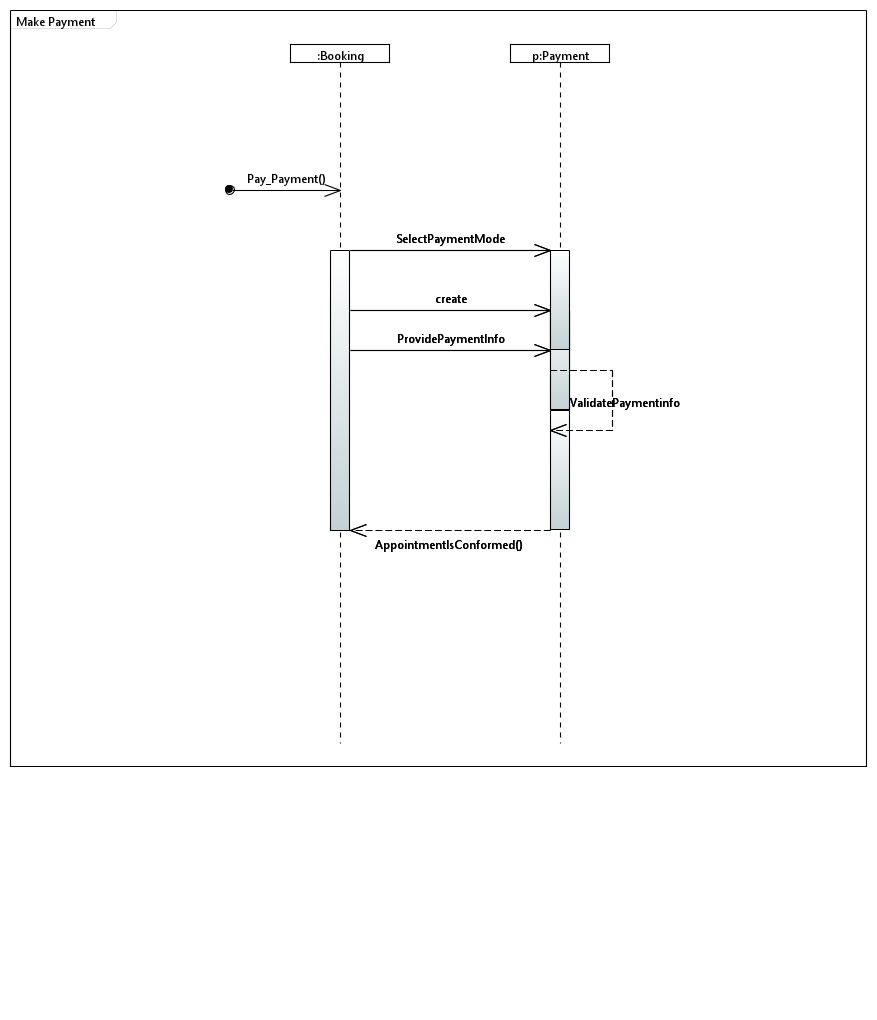 Make Payment
:Booking
p:Payment
Pay_Payment()
SelectPaymentMode
create
ProvidePaymentInfo
ValidatePaymentinfo
AppointmentIsConformed()